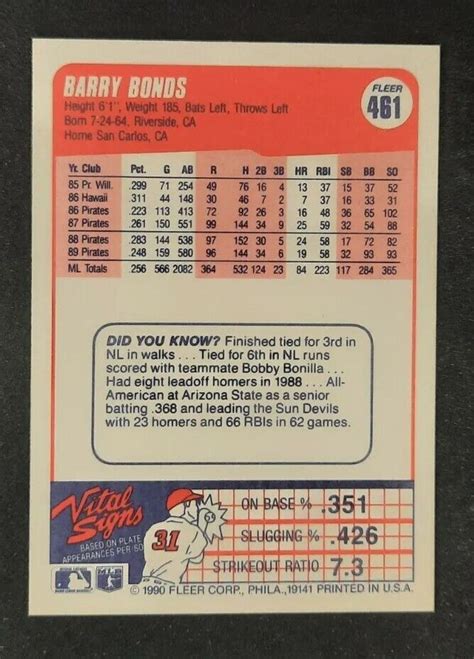 BARRY BONDS
Height 6'1", Weight 185, Bats Left, Throws Left
Born 7-24-64, Riverside, CA
Home San Carlos, CA
FLEER
461
Yr. Club Pct. G AB R H 2B 3B HR RBI SB BB SO
85 Pr. Will. .299 71 254 49 76 16 4 13 37 15 37 52
86 Hawaii .311 44 148 30 46 7 2 7 37 16 33 31
86 Pirates .223 113 413 72 92 26 3 16 48 36 65 102
87 Pirates .261 150 551 99 144 34 9 25 59 32 54 88
88 Pirates .283 144 538 97 152 30 5 24 58 17 72 82
89 Pirates .248 159 580 96 144 34 6 19 58 32 93 93
ML Totals .256 566 2082 364 532 124 23 84 223 117 284 365
DID YOU KNOW? Finished tied for 3rd in
NL in walks . . . Tied for 6th in NL runs
scored with teammate Bobby Bonilla . . .
Had eight leadoff homers in 1988 . . . All-
American at Arizona State as a senior
batting .368 and leading the Sun Devils
with 23 homers and 66 RBIs in 62 games.
Vital
Signs
BASED ON PLATE
APPEARANCES PER/SO
31
ON BASE % .351
SLUGGING % .426
STRIKEOUT RATIO 7.3
© 1990 FLEER CORP., PHILA., 19141 PRINTED IN U.S.A.